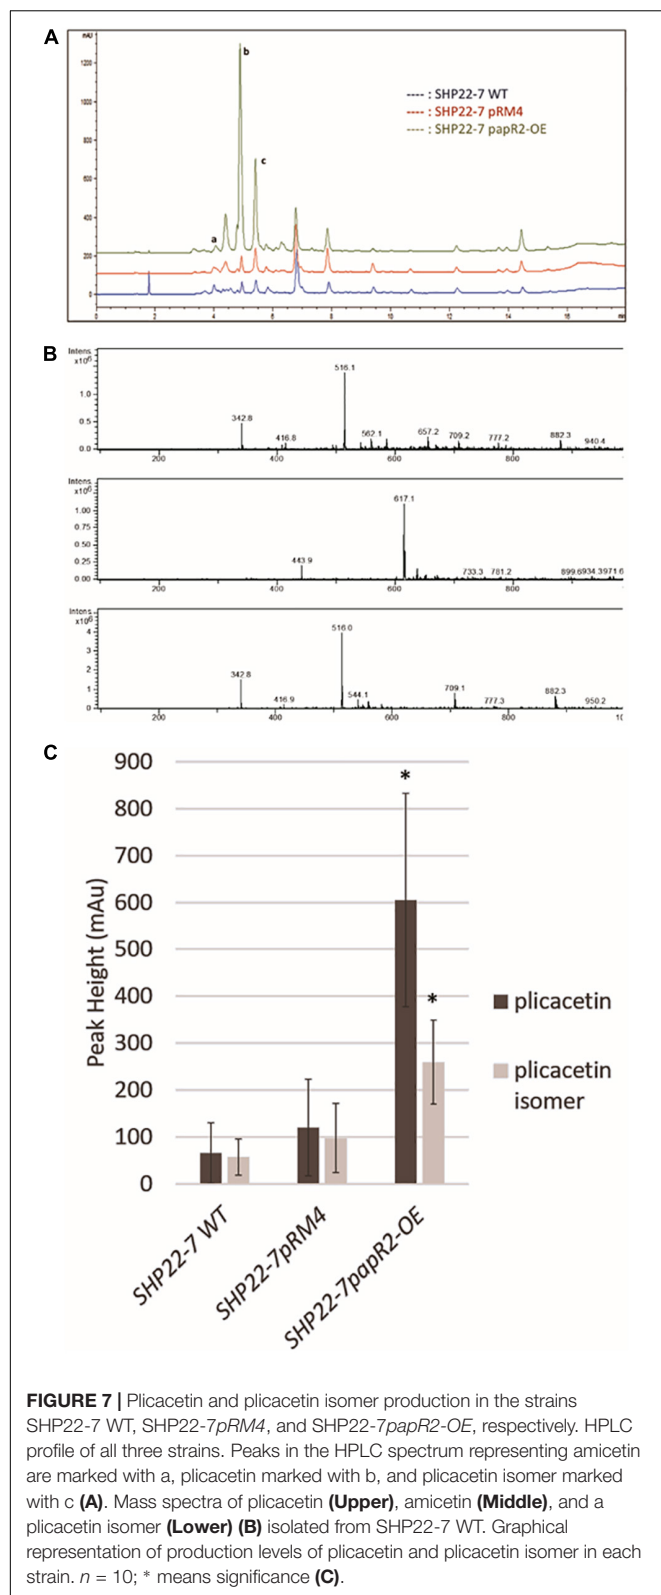 A
mAU
b
1200
1000
800
600
400
200
0
---- : SHP22-7 WT
---- : SHP22-7 pRM4
---- : SHP22-7 papR2-OE
c
a
0 2 4 6 8 10 12 14 16
B
Intens.
x10⁶
1.0
0.5
0.0
342.8 416.8 516.1 562.1 657.2 709.2 777.2 882.3 940.4
200 400 600 800
Intens.
x10⁶
1.00
0.75
0.50
0.25
0.00
443.9 617.1 733.3 781.2 899.6 934.3 971.6
200 400 600 800
Intens.
x10⁶
4
3
2
1
0
342.8 416.9 516.0 544.1 709.1 777.3 882.3 950.2
200 400 600 800
C
Peak Height (mAu)
900
800
700
600
500
400
300
200
100
0
*
*
plicacetin
plicacetin
isomer
SHP22-7 WT
SHP22-7pRM4
SHP22-7papR2-OE
FIGURE 7 | Plicacetin and plicacetin isomer production in the strains
SHP22-7 WT, SHP22-7pRM4, and SHP22-7papR2-OE, respectively. HPLC
profile of all three strains. Peaks in the HPLC spectrum representing amicetin
are marked with a, plicacetin marked with b, and plicacetin isomer marked
with c (A). Mass spectra of plicacetin (Upper), amicetin (Middle), and a
plicacetin isomer (Lower) (B) isolated from SHP22-7 WT. Graphical
representation of production levels of plicacetin and plicacetin isomer in each
strain. n = 10; * means significance (C).